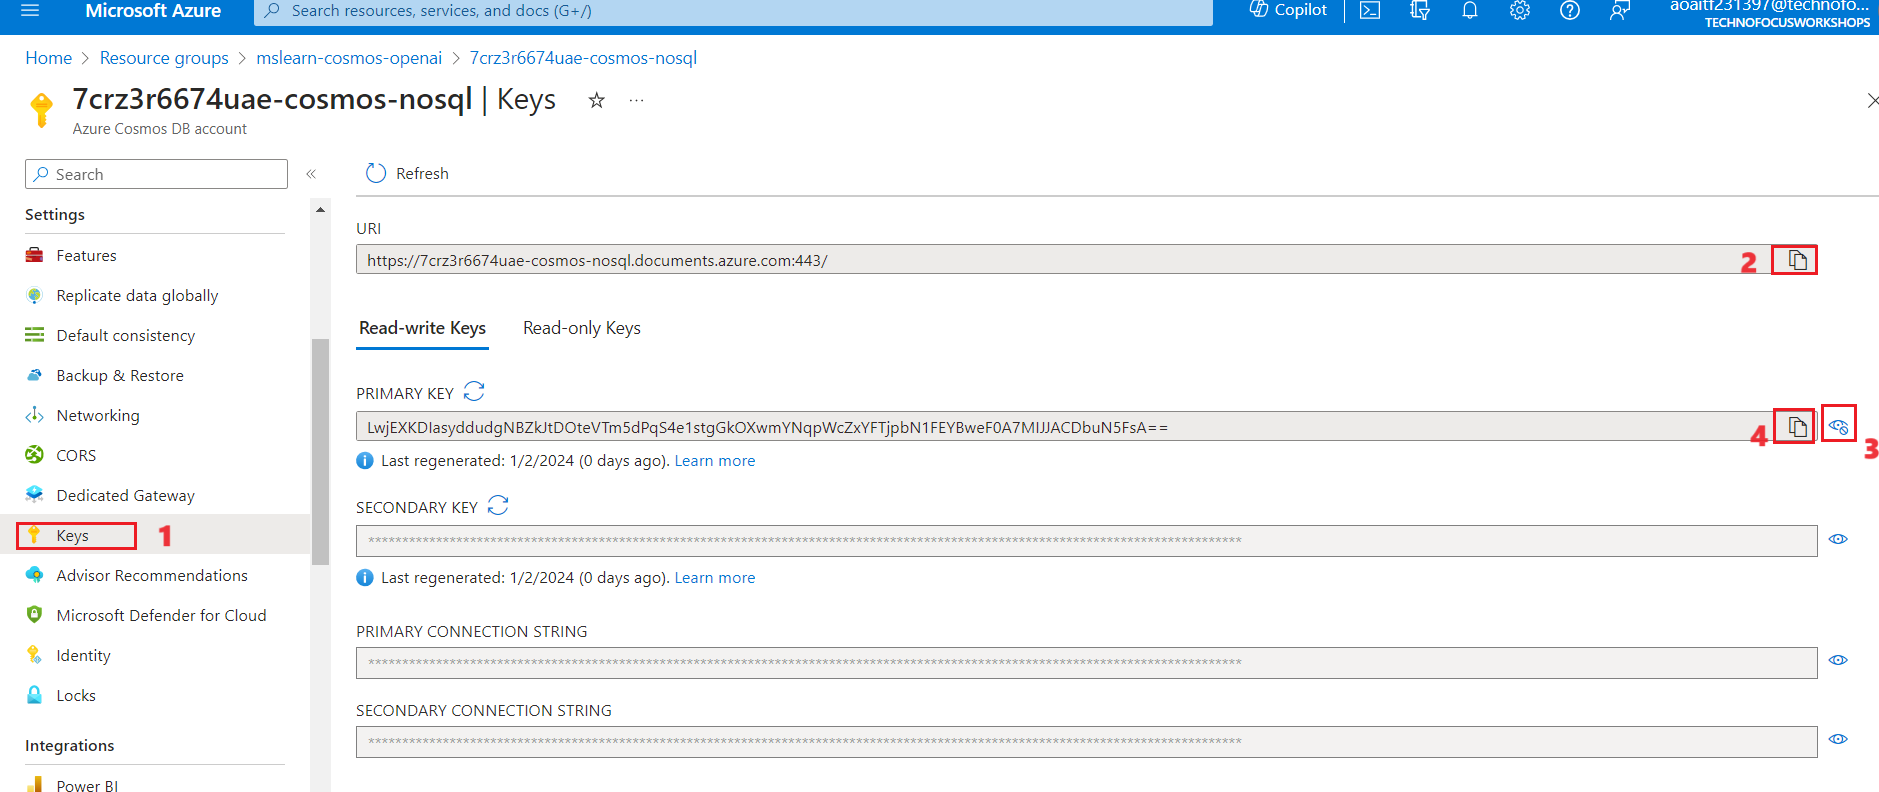 Microsoft Azure
Search resources, services, and docs (G+/)
Copilot
aoaitf231397@technofo...
TECHNOFOCUSWORKSHOPS
Home > Resource groups > mslearn-cosmos-openai > 7crz3r6674uae-cosmos-nosql
7crz3r6674uae-cosmos-nosql | Keys
Azure Cosmos DB account
Search
Settings
Features
Replicate data globally
Default consistency
Backup & Restore
Networking
CORS
Dedicated Gateway
Keys
1
Advisor Recommendations
Microsoft Defender for Cloud
Identity
Locks
Integrations
Power BI
Refresh
URI
https://7crz3r6674uae-cosmos-nosql.documents.azure.com:443/
2
Read-write Keys
Read-only Keys
PRIMARY KEY
LwjEXKDIasyddudgNBZkJtDOteVTm5dPqS4e1stgGkOXwmYNqpWcZxYFTjpbN1FEYBweF0A7MIJJACDbuN5FsA==
4
3
Last regenerated: 1/2/2024 (0 days ago). Learn more
SECONDARY KEY
Last regenerated: 1/2/2024 (0 days ago). Learn more
PRIMARY CONNECTION STRING
SECONDARY CONNECTION STRING